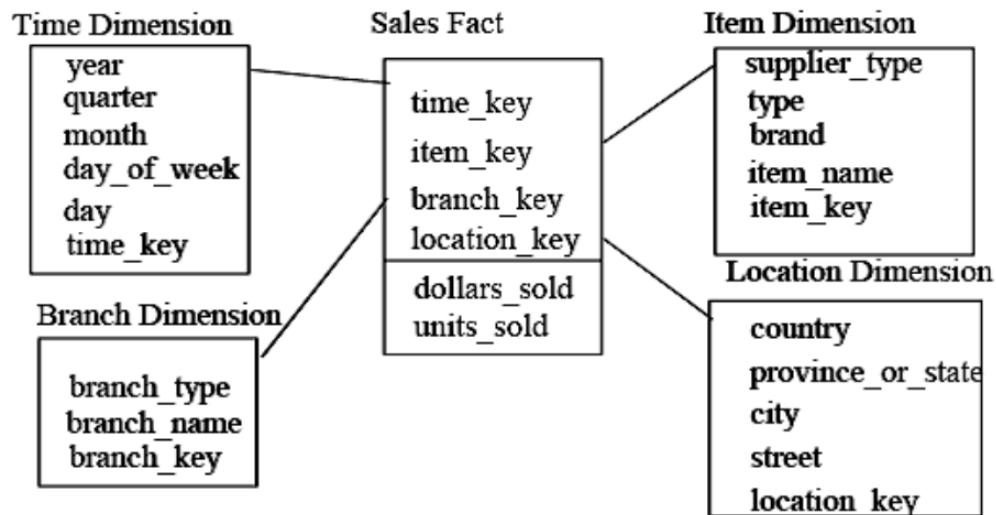 Time Dimension
year
quarter
month
day_of_week
day
time_key
Branch Dimension
branch_type
branch_name
branch_key
Sales Fact
time_key
item_key
branch_key
location_key
dollars_sold
units_sold
Item Dimension
supplier_type
type
brand
item_name
item_key
Location Dimension
country
province_or_state
city
street
location_key